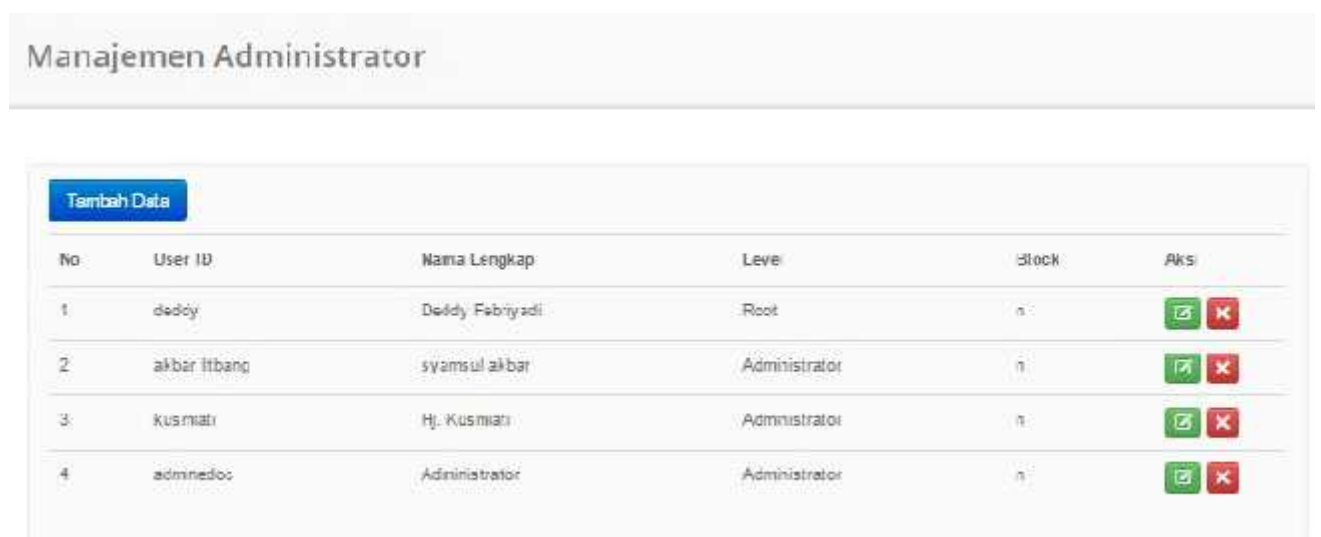 Manajemen Administrator
Tambah Data
No User ID Nama Lengkap Level Block Aksi
1 deddy Deddy Febriyadi Root n
2 akbar litbang syamsul akbar Administrator n
3 kusmiati Hj. Kusmiati Administrator n
4 adminedoc Administrator Administrator n